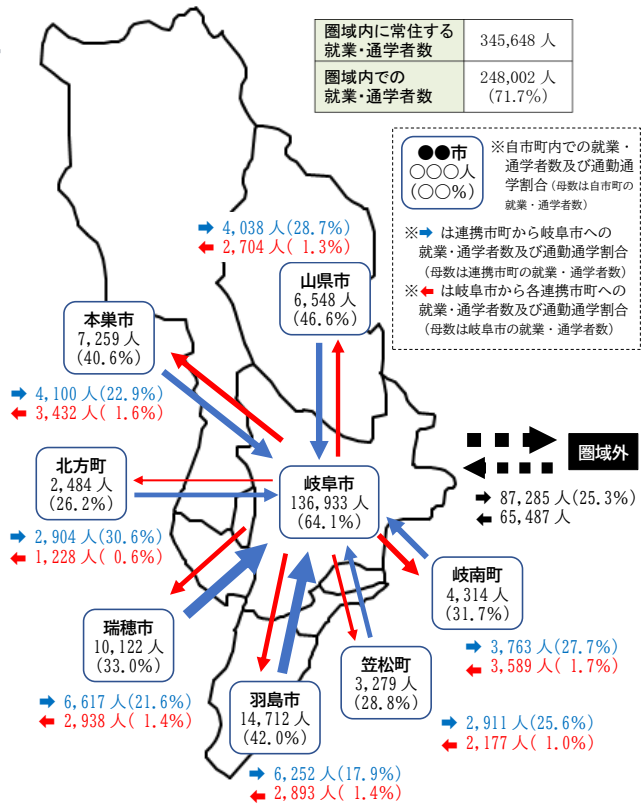 圏域内に常住する
就業・通学者数
345,648 人
圏域内での
就業・通学者数
248,002 人
(71.7%)
●●市
○○○人
(○○%)
※自市町内での就業・
通学者数及び通勤通
学割合(母数は自市町の
就業・通学者数)
※➡ は連携市町から岐阜市への
就業・通学者数及び通勤通学割合
(母数は連携市町の就業・通学者数)
※⬅ は岐阜市から各連携市町への
就業・通学者数及び通勤通学割合
(母数は岐阜市の就業・通学者数)
➡ 4,038 人(28.7%)
⬅ 2,704 人( 1.3%)
山県市
6,548 人
(46.6%)
本巣市
7,259 人
(40.6%)
➡ 4,100 人(22.9%)
⬅ 3,432 人( 1.6%)
北方町
2,484 人
(26.2%)
➡ 2,904 人(30.6%)
⬅ 1,228 人( 0.6%)
岐阜市
136,933 人
(64.1%)
圏域外
➡ 87,285 人(25.3%)
⬅ 65,487 人
岐南町
4,314 人
(31.7%)
➡ 3,763 人(27.7%)
⬅ 3,589 人( 1.7%)
瑞穂市
10,122 人
(33.0%)
➡ 6,617 人(21.6%)
⬅ 2,938 人( 1.4%)
笠松町
3,279 人
(28.8%)
➡ 2,911 人(25.6%)
⬅ 2,177 人( 1.0%)
羽島市
14,712 人
(42.0%)
➡ 6,252 人(17.9%)
⬅ 2,893 人( 1.4%)